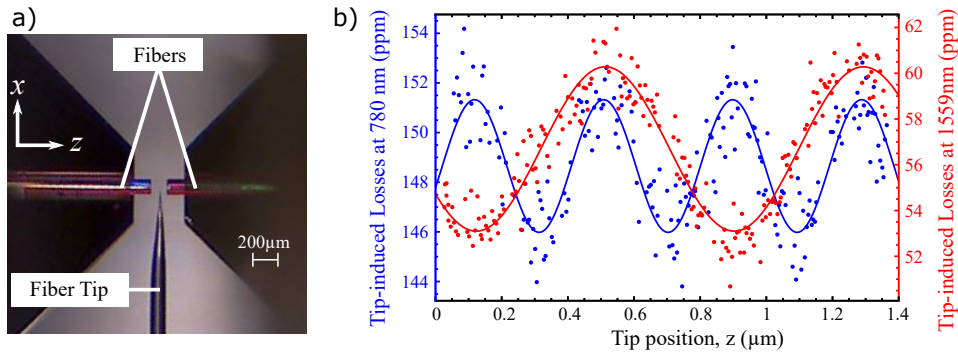 a)
Fibers
x
z
200µm
Fiber Tip
b)
Tip-induced Losses at 780 nm (ppm)
154
152
150
148
146
144
0
0.2
0.4
0.6
0.8
1.0
1.2
1.4
Tip position, z (µm)
62
60
58
56
54
52
Tip-induced Losses at 1559nm (ppm)